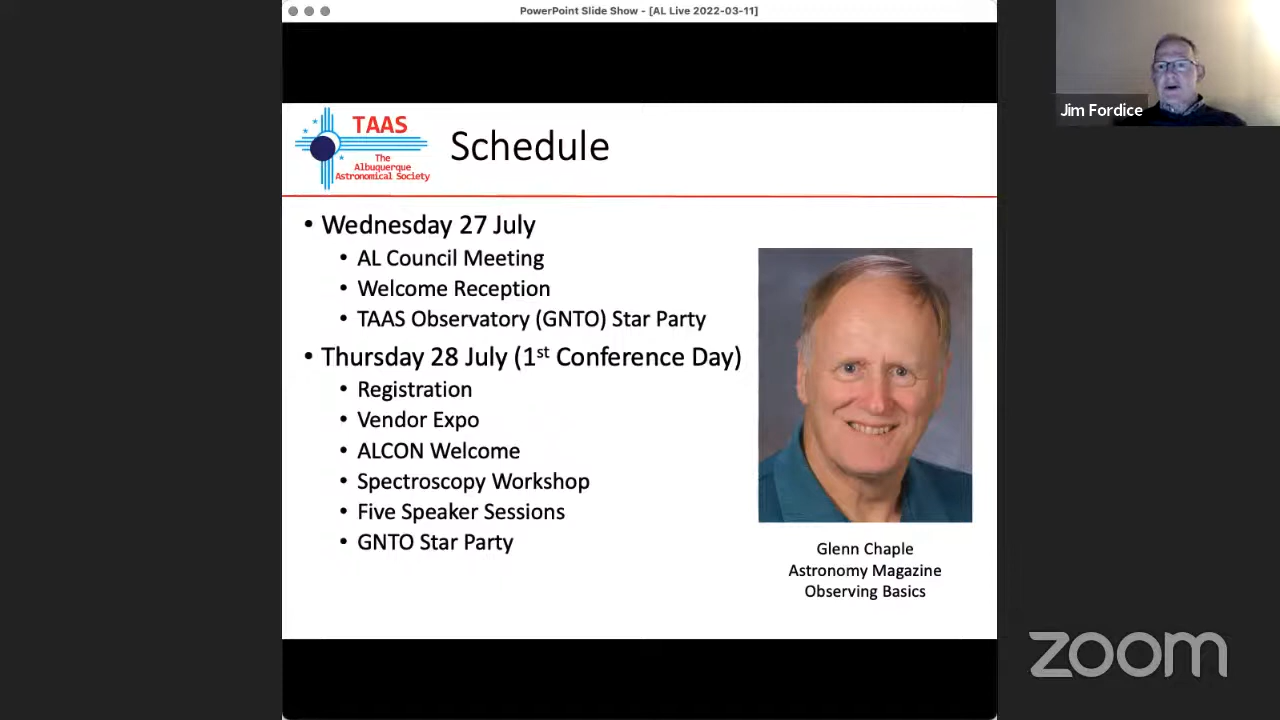 PowerPoint Slide Show - [AL Live 2022-03-11]
Jim Fordice
TAAS
The
Albuquerque
Astronomical Society
Schedule
• Wednesday 27 July
• AL Council Meeting
• Welcome Reception
• TAAS Observatory (GNTO) Star Party
• Thursday 28 July (1st Conference Day)
• Registration
• Vendor Expo
• ALCON Welcome
• Spectroscopy Workshop
• Five Speaker Sessions
• GNTO Star Party
Glenn Chaple
Astronomy Magazine
Observing Basics
zoom